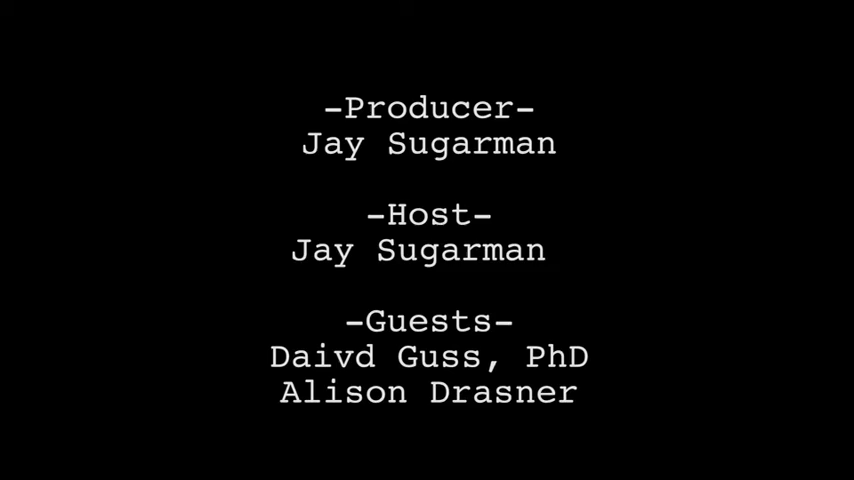 -Producer-
Jay Sugarman
-Host-
Jay Sugarman
-Guests-
Daivd Guss, PhD
Alison Drasner